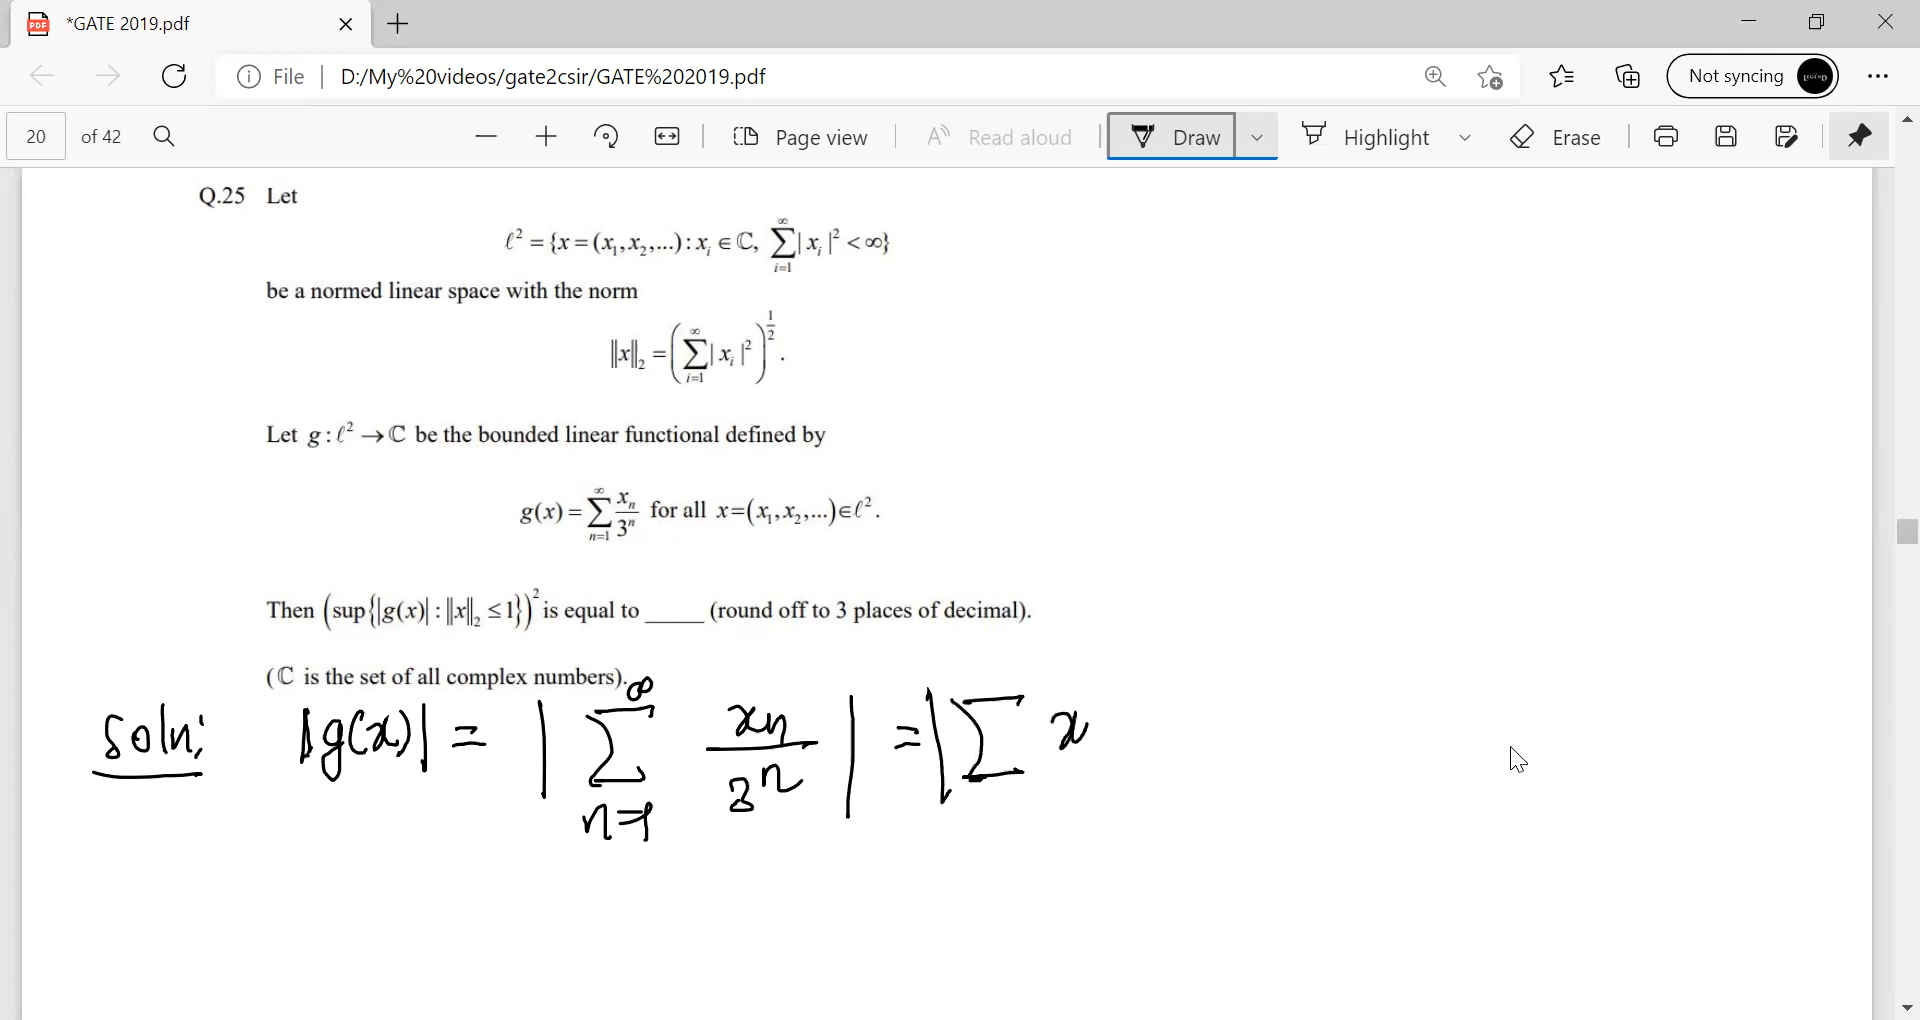 *GATE 2019.pdf
File | D:/My%20videos/gate2csir/GATE%202019.pdf
Not syncing
20 of 42 Page view Read aloud Draw Highlight Erase
Q.25 Let
ℓ² = {x = (x₁, x₂, ...) : xᵢ ∈ ℂ, ∑_{i=1}^{∞} |xᵢ|² < ∞}
be a normed linear space with the norm
‖x‖₂ = (∑_{i=1}^{∞} |xᵢ|²)^{1/2}.
Let g : ℓ² → ℂ be the bounded linear functional defined by
g(x) = ∑_{n=1}^{∞} xₙ/3ⁿ for all x = (x₁, x₂, ...) ∈ ℓ².
Then (sup{|g(x)| : ‖x‖₂ ≤ 1})² is equal to _____ (round off to 3 places of decimal).
(ℂ is the set of all complex numbers).
Soln: |g(x)| = |∑_{n=1}^{∞} xn/3ⁿ| = |∑ x